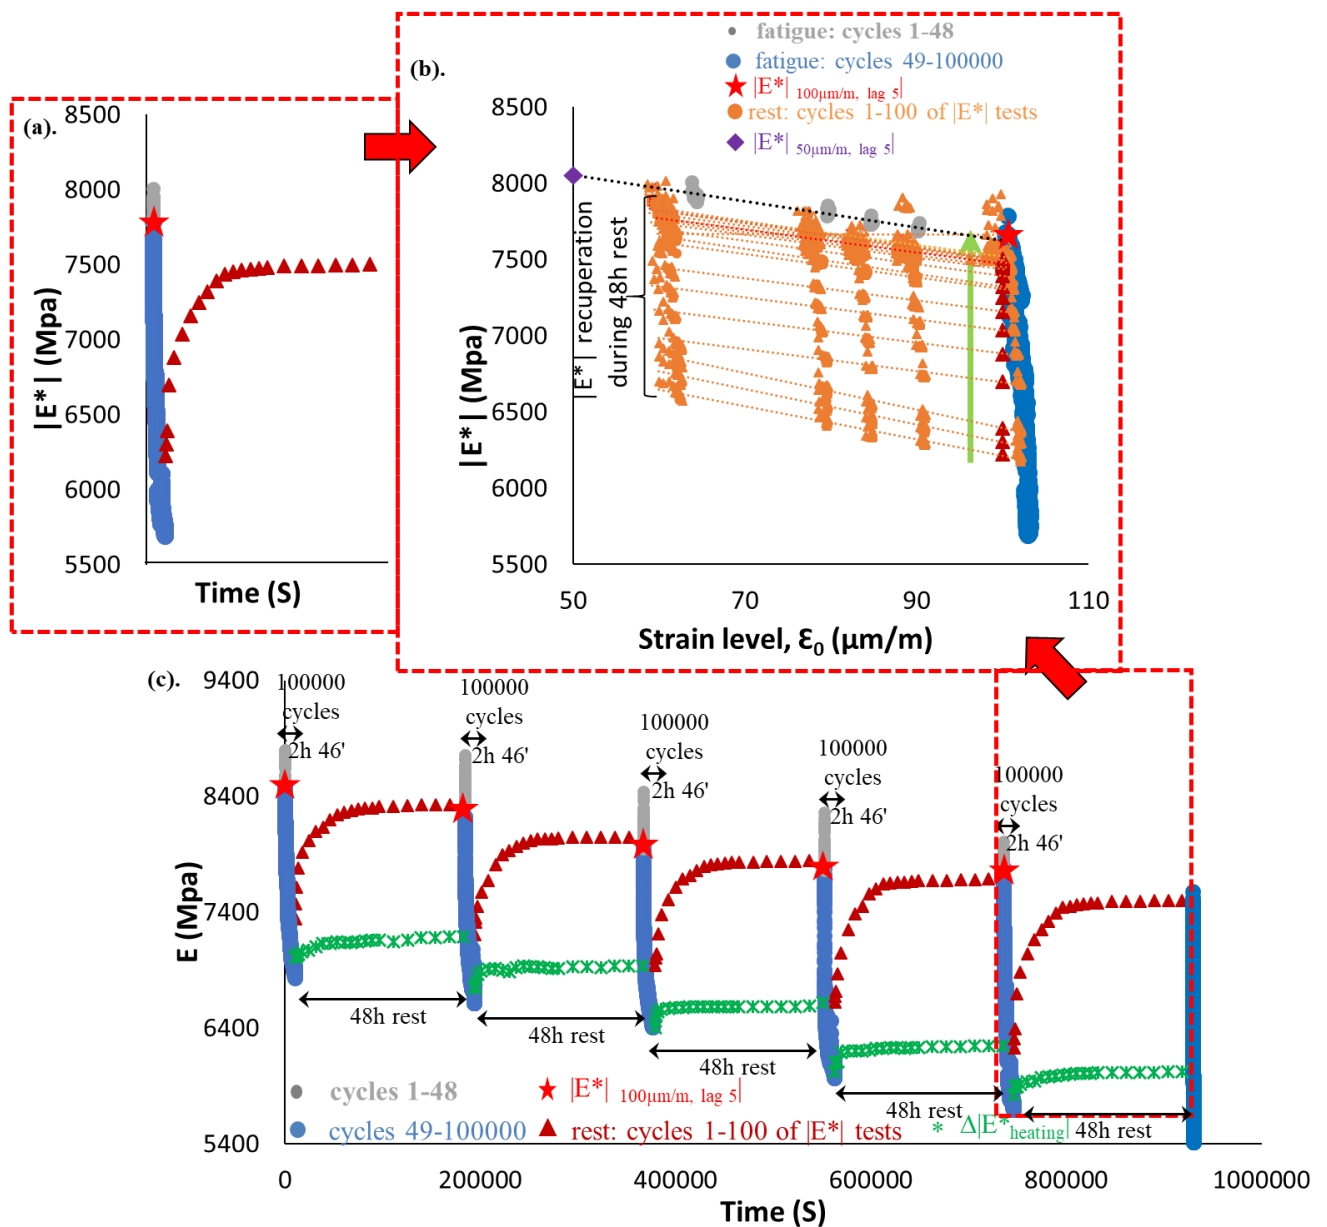 (a).
8500
8000
7500
7000
6500
6000
5500
|E*| (Mpa)
Time (S)
(b).
fatigue: cycles 1-48
fatigue: cycles 49-100000
|E*| 100µm/m, lag 5|
rest: cycles 1-100 of |E*| tests
|E*| 50µm/m, lag 5|
8500
8000
7500
7000
6500
6000
5500
|E*| (Mpa)
|E*| recuperation
during 48h rest
50
70
90
110
Strain level, Ɛ0 (µm/m)
(c).
9400
8400
7400
6400
5400
E (Mpa)
100000
cycles
2h 46'
100000
cycles
2h 46'
100000
cycles
2h 46'
100000
cycles
2h 46'
100000
cycles
2h 46'
48h rest
48h rest
48h rest
48h rest
48h rest
cycles 1-48
|E*| 100µm/m, lag 5|
cycles 49-100000
rest: cycles 1-100 of |E*| tests
Δ|E*heating|
0
200000
400000
600000
800000
1000000
Time (S)